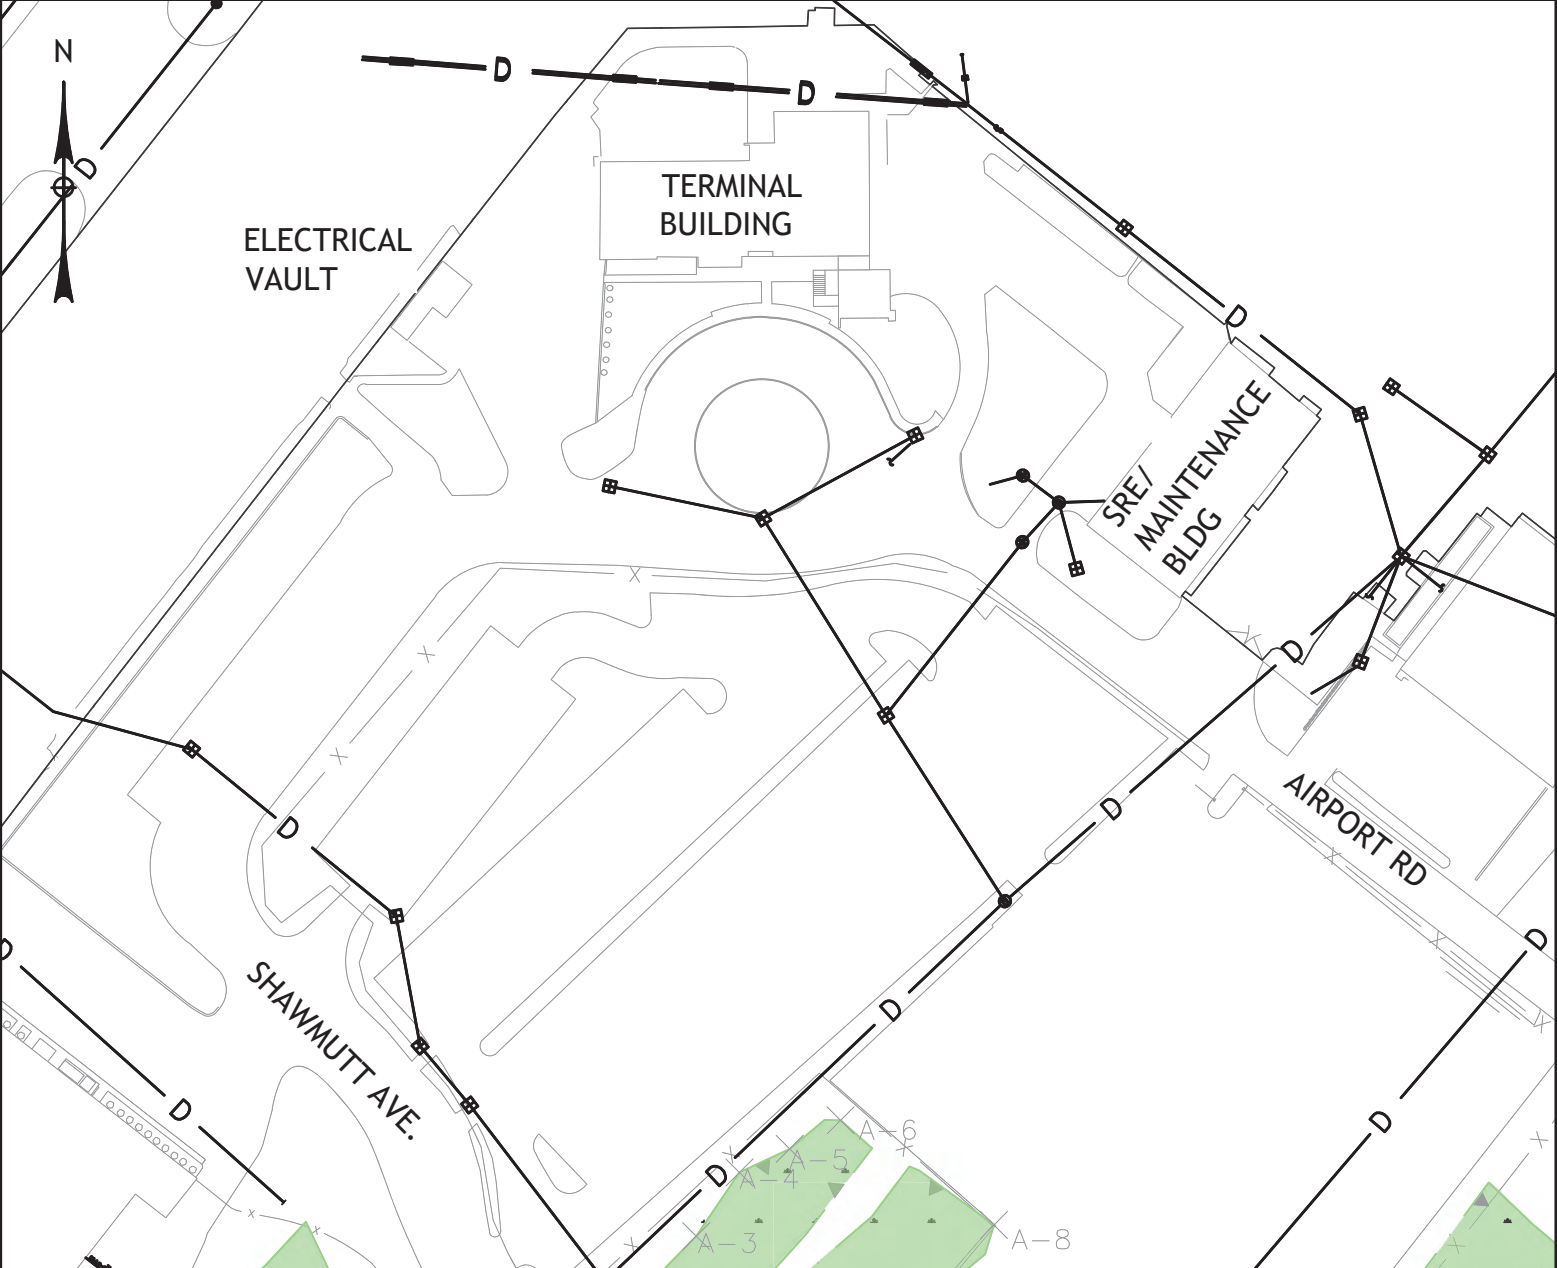 N
D
D
D
TERMINAL
BUILDING
ELECTRICAL
VAULT
D
SRE/
MAINTENANCE
BLDG
X
X
D
X
D
AIRPORT RD
D
X
D
D
X
SHAWMUTT AVE.
D
X
D
D
A-6
X
X
X
A-5
D
A-4
X
X
A-3
A-8
X
X